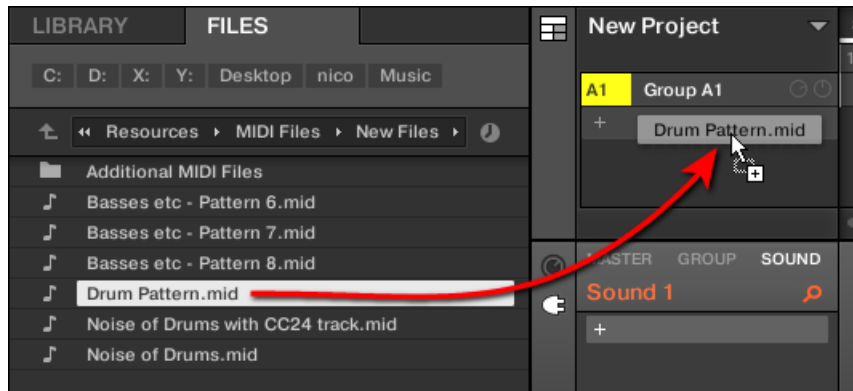 LIBRARY FILES
C: D: X: Y: Desktop nico Music
Resources MIDI Files New Files
Additional MIDI Files
Basses etc - Pattern 6.mid
Basses etc - Pattern 7.mid
Basses etc - Pattern 8.mid
Drum Pattern.mid
Noise of Drums with CC24 track.mid
Noise of Drums.mid
New Project
A1 Group A1
+ Drum Pattern.mid
MASTER GROUP SOUND
Sound 1
+